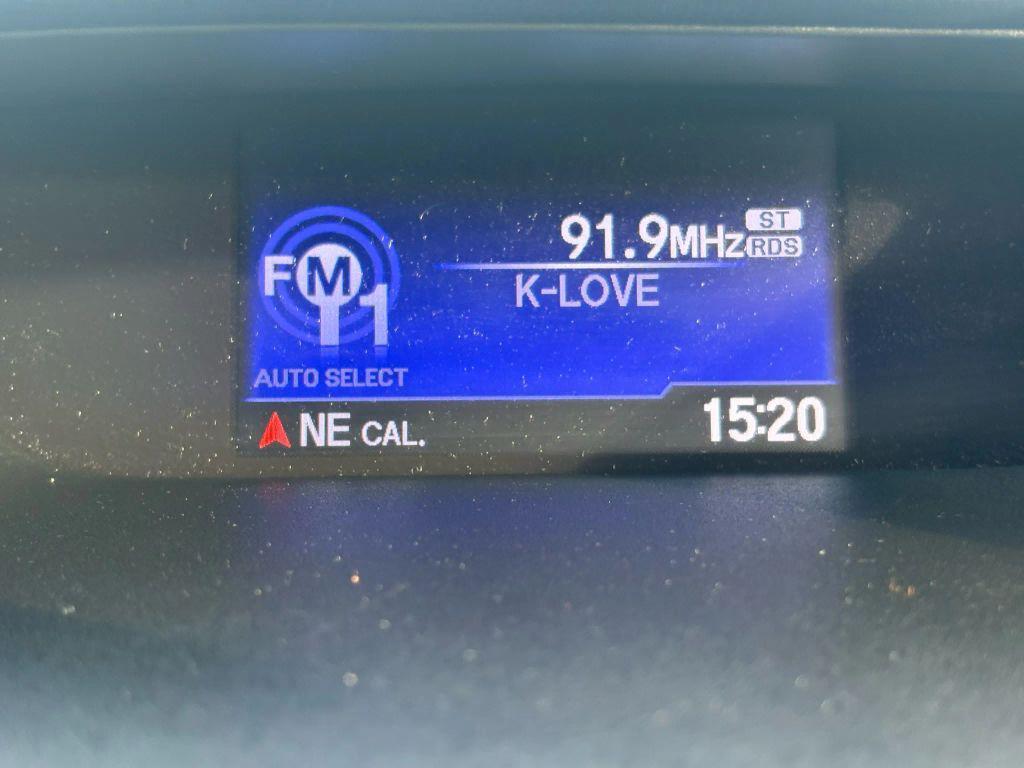 91.9MHz ST
RDS
K-LOVE
FM
1
AUTO SELECT
NE CAL. 15:20